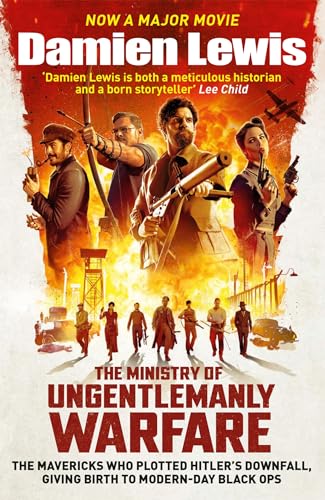 NOW A MAJOR MOVIE
Damien Lewis
‘Damien Lewis is both a meticulous historian
and a born storyteller’ Lee Child
THE MINISTRY OF
UNGENTLEMANLY
WARFARE
THE MAVERICKS WHO PLOTTED HITLER’S DOWNFALL,
GIVING BIRTH TO MODERN-DAY BLACK OPS